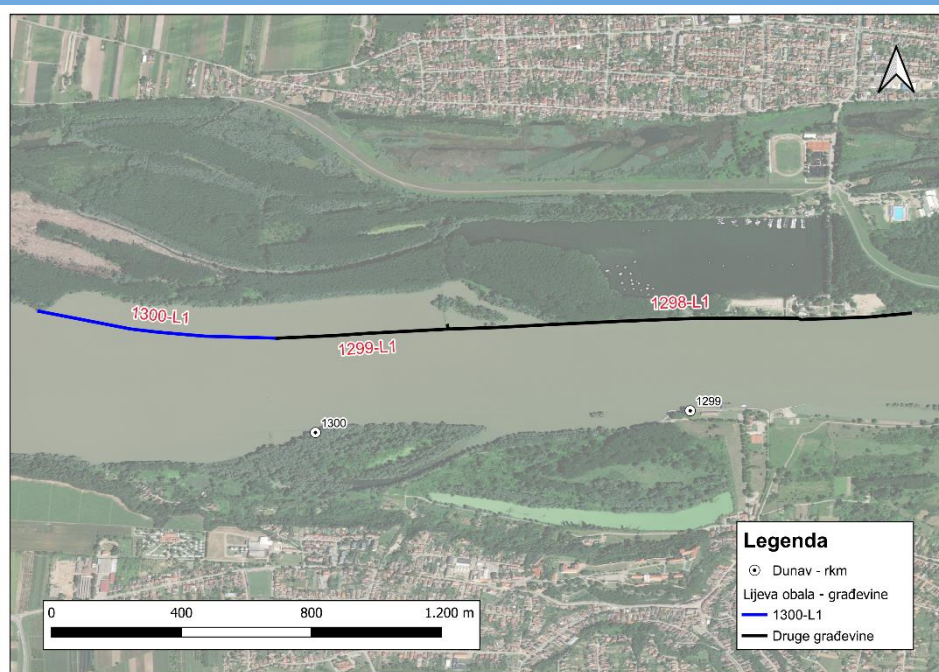 1300-L1
1298-L1
1299-L1
1299
1300
Legenda
Dunav - rkm
Lijeva obala - građevine
1300-L1
Druge građevine
0 400 800 1.200 m